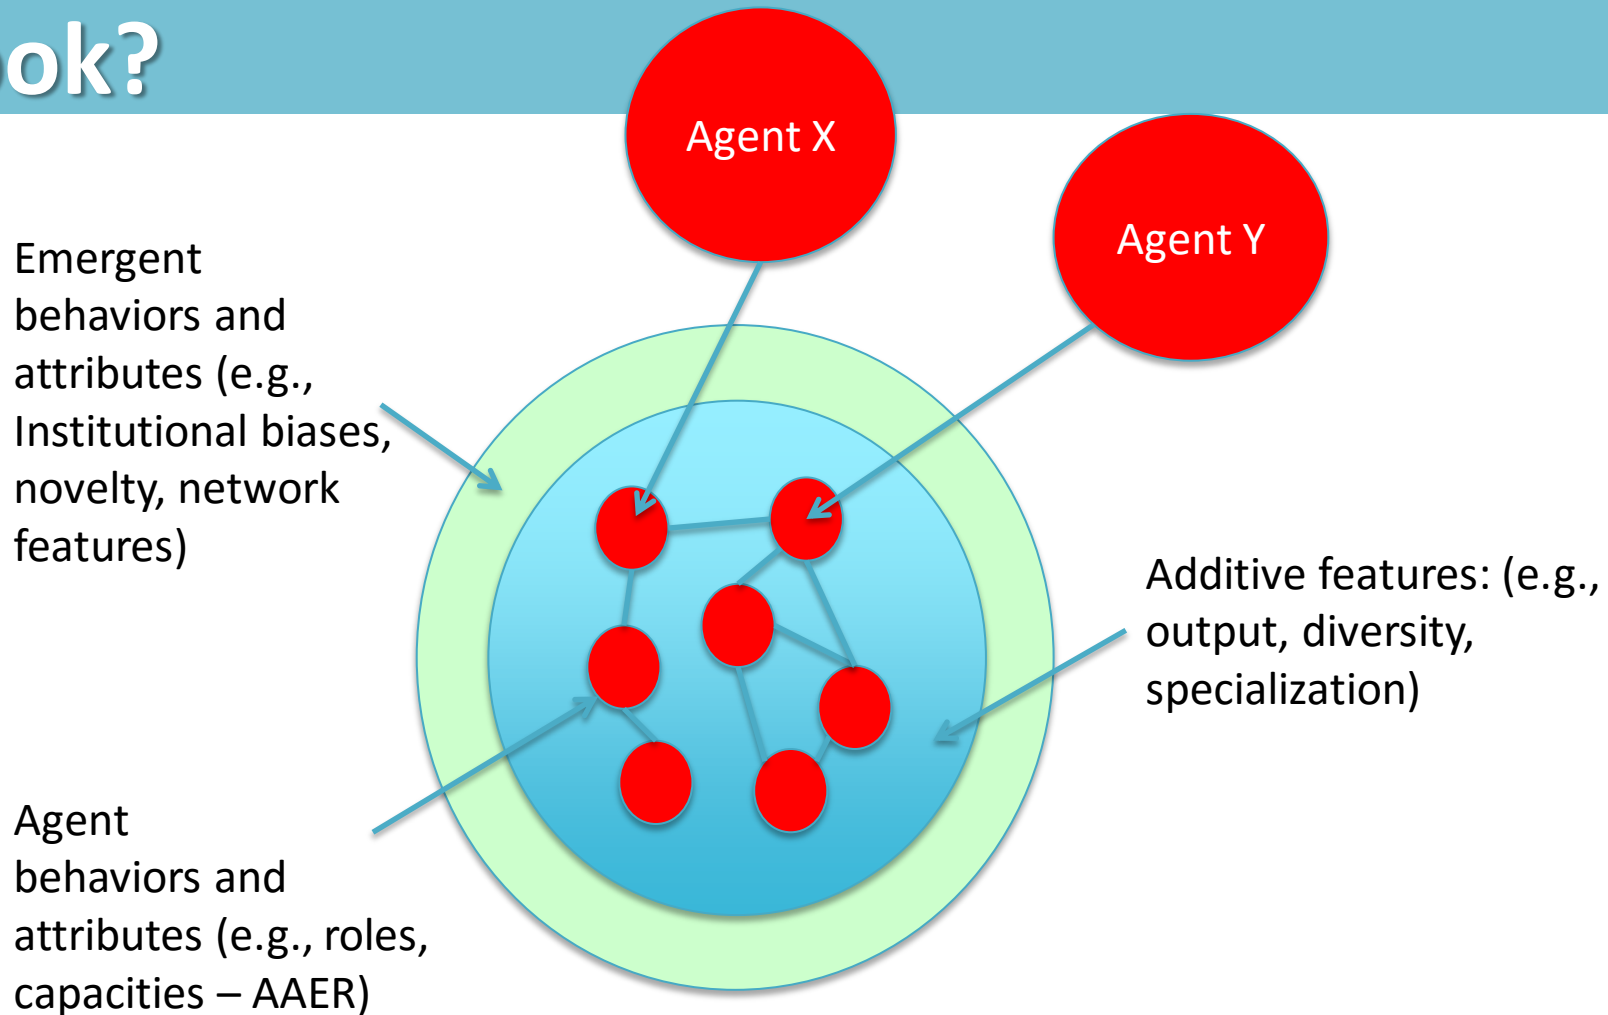 ook?
Agent X
Agent Y
Emergent
behaviors and
attributes (e.g.,
Institutional biases,
novelty, network
features)
Additive features: (e.g.,
output, diversity,
specialization)
Agent
behaviors and
attributes (e.g., roles,
capacities – AAER)